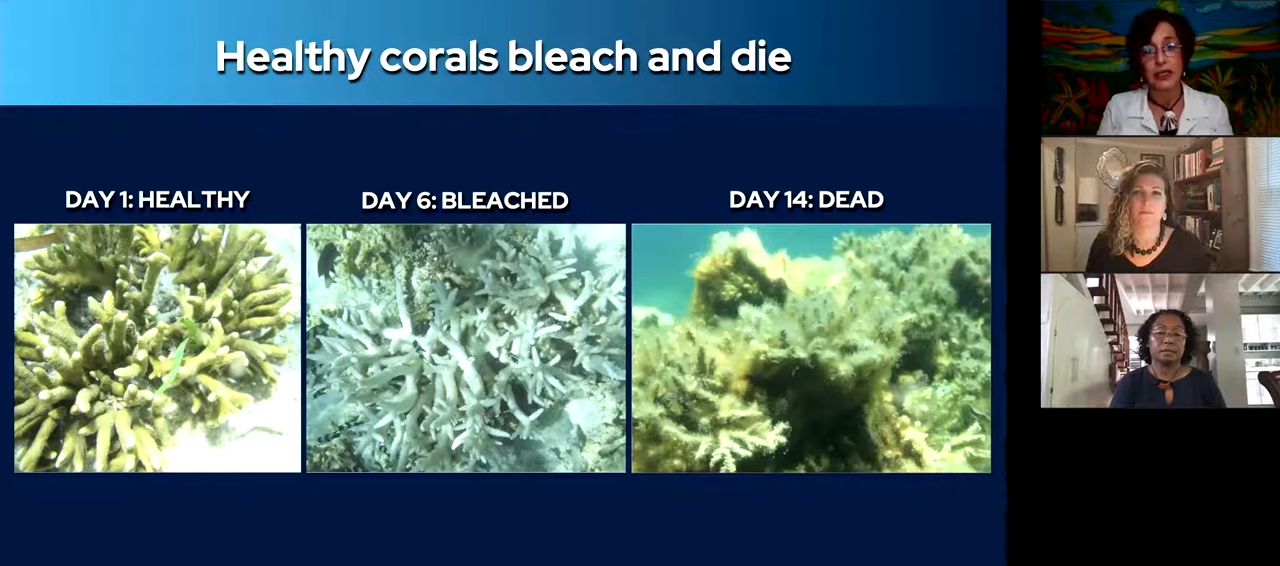 Healthy corals bleach and die
DAY 1: HEALTHY
DAY 6: BLEACHED
DAY 14: DEAD